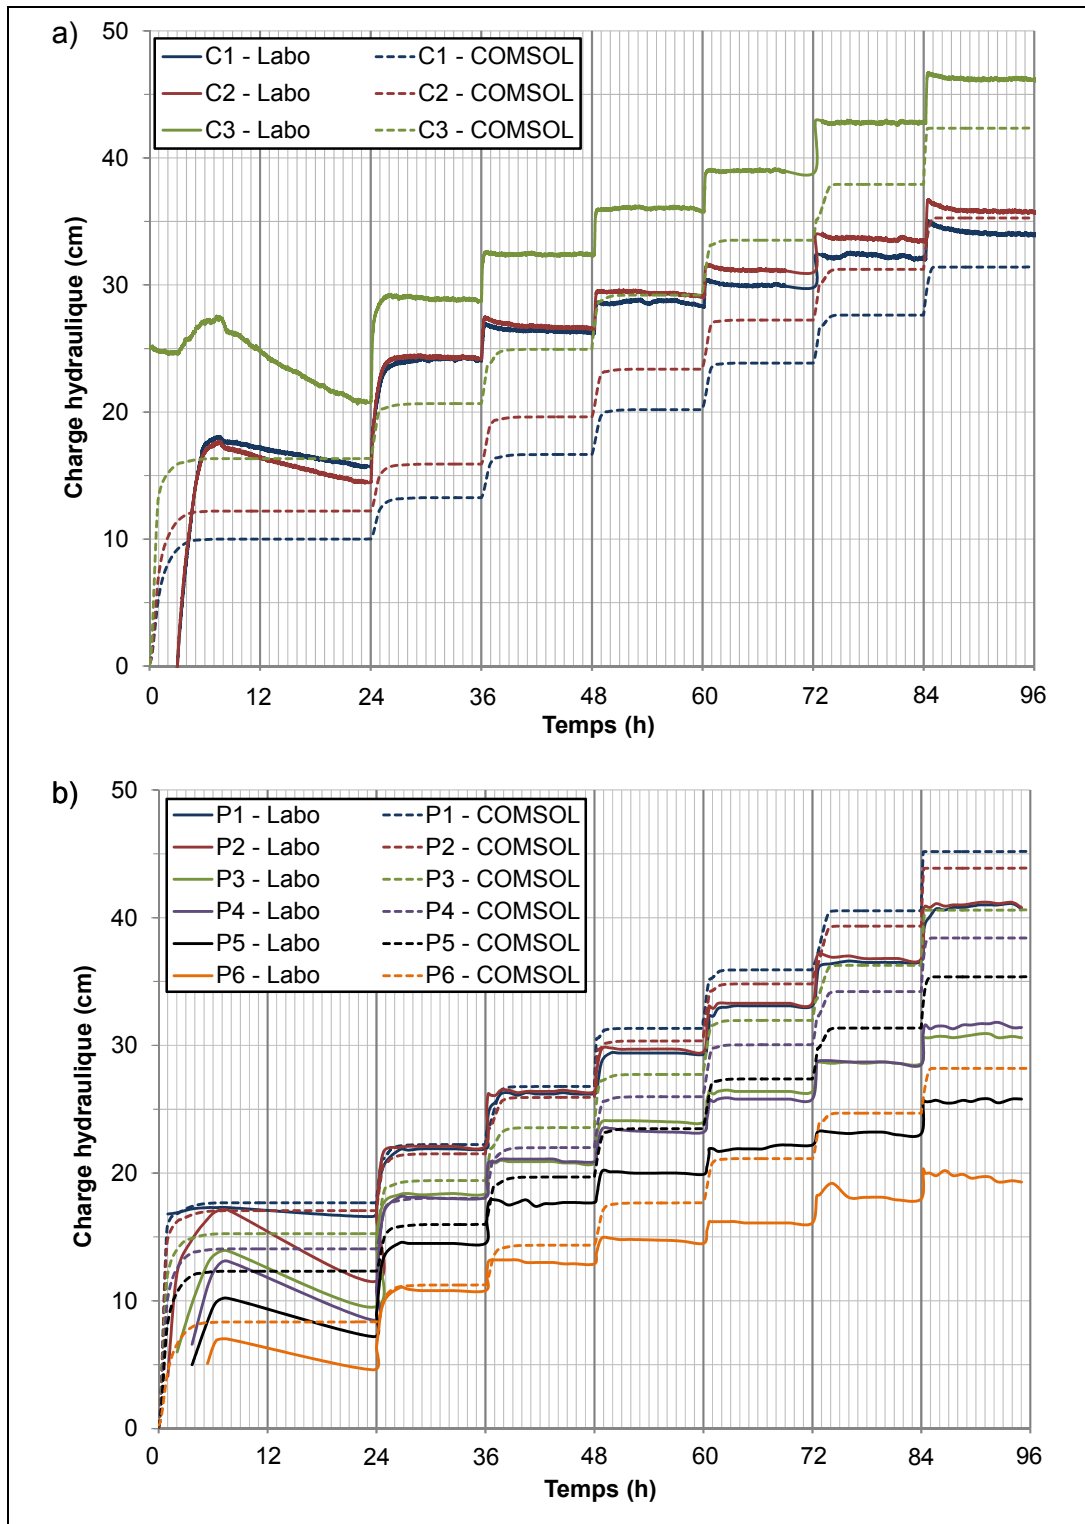 a)
50
40
30
20
10
0
Charge hydraulique (cm)
C1 - Labo C1 - COMSOL
C2 - Labo C2 - COMSOL
C3 - Labo C3 - COMSOL
0 12 24 36 48 60 72 84 96
Temps (h)
b)
50
40
30
20
10
0
Charge hydraulique (cm)
P1 - Labo P1 - COMSOL
P2 - Labo P2 - COMSOL
P3 - Labo P3 - COMSOL
P4 - Labo P4 - COMSOL
P5 - Labo P5 - COMSOL
P6 - Labo P6 - COMSOL
0 12 24 36 48 60 72 84 96
Temps (h)